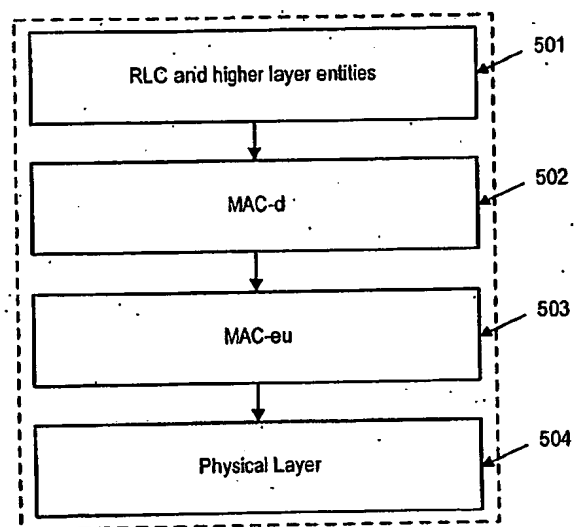 RLC and higher layer entities
501
MAC-d
502
MAC-eu
503
Physical Layer
504